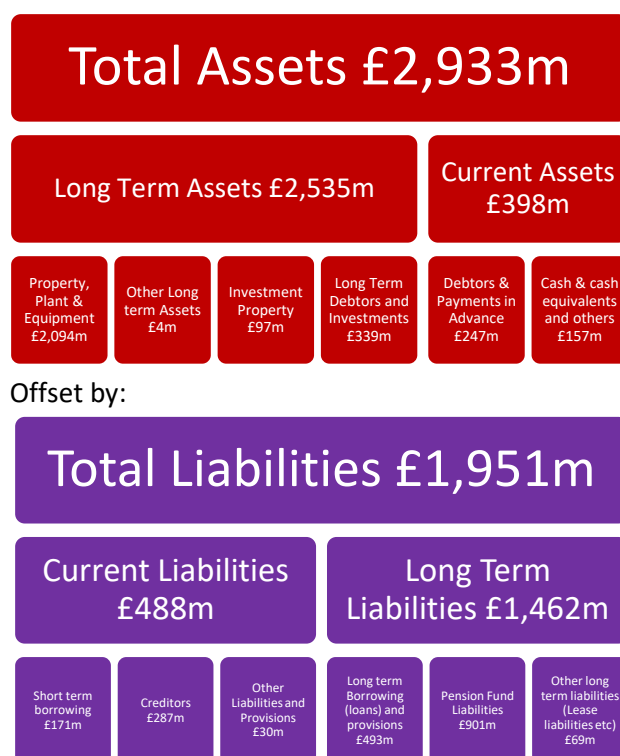 Total Assets £2,933m
Long Term Assets £2,535m
Current Assets
£398m
Property,
Plant &
Equipment
£2,094m
Other Long
term Assets
£4m
Investment
Property
£97m
Long Term
Debtors and
Investments
£339m
Debtors &
Payments in
Advance
£247m
Cash & cash
equivalents
and others
£157m
Offset by:
Total Liabilities £1,951m
Current Liabilities
£488m
Long Term
Liabilities £1,462m
Short term
borrowing
£171m
Creditors
£287m
Other
Liabilities and
Provisions
£30m
Long term
Borrowing
(loans) and
provisions
£493m
Pension Fund
Liabilities
£901m
Other long
term liabilities
(Lease
liabilities etc)
£69m